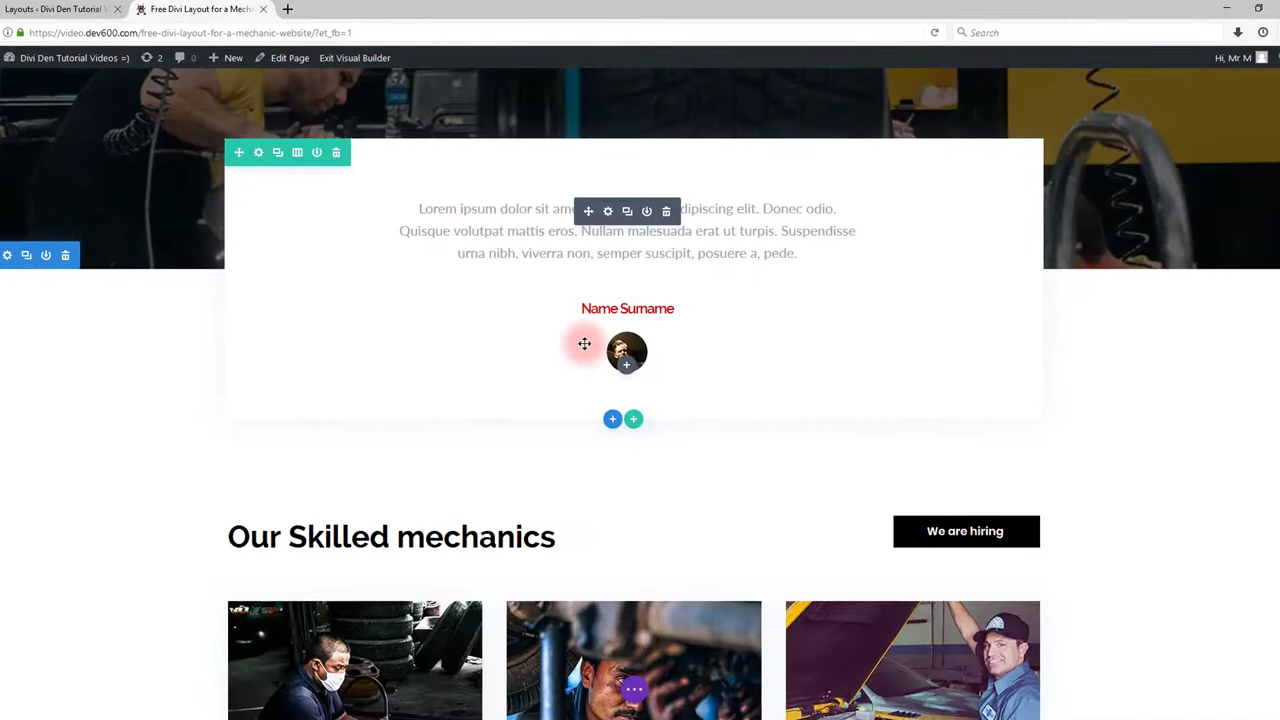 Layouts ‹ Divi Den Tutorial
Free Divi Layout for a Mech
https://video.dev600.com/free-divi-layout-for-a-mechanic-website/?et_fb=1
Search
Divi Den Tutorial Videos =)
2
0
New
Edit Page
Exit Visual Builder
Hi, Mr M
Lorem ipsum dolor sit am dipiscing elit. Donec odio.
Quisque volutpat mattis eros. Nullam malesuada erat ut turpis. Suspendisse
urna nibh, viverra non, semper suscipit, posuere a, pede.
Name Surname
Our Skilled mechanics
We are hiring